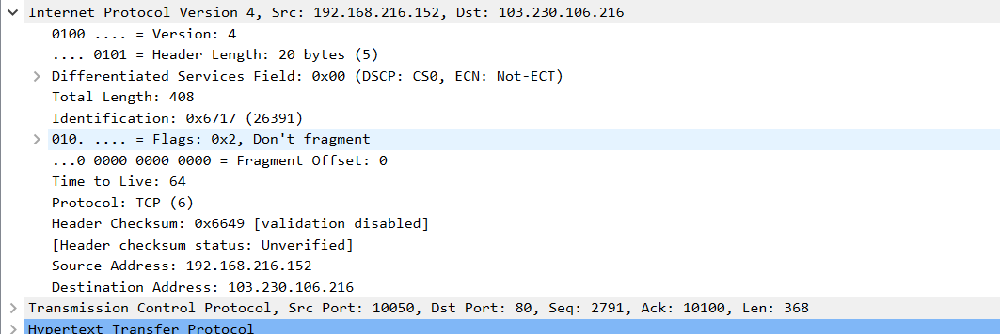 Internet Protocol Version 4, Src: 192.168.216.152, Dst: 103.230.106.216
0100 .... = Version: 4
.... 0101 = Header Length: 20 bytes (5)
Differentiated Services Field: 0x00 (DSCP: CS0, ECN: Not-ECT)
Total Length: 408
Identification: 0x6717 (26391)
010. .... = Flags: 0x2, Don't fragment
...0 0000 0000 0000 = Fragment Offset: 0
Time to Live: 64
Protocol: TCP (6)
Header Checksum: 0x6649 [validation disabled]
[Header checksum status: Unverified]
Source Address: 192.168.216.152
Destination Address: 103.230.106.216
Transmission Control Protocol, Src Port: 10050, Dst Port: 80, Seq: 2791, Ack: 10100, Len: 368
Hypertext Transfer Protocol